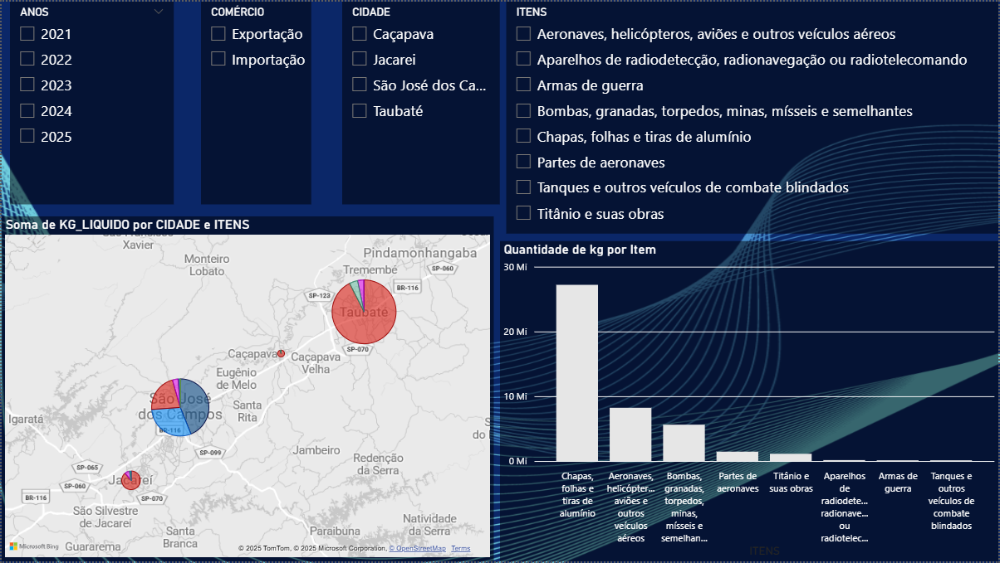 ANOS
2021
2022
2023
2024
2025
COMÉRCIO
Exportação
Importação
CIDADE
Caçapava
Jacarei
São José dos Ca...
Taubaté
ITENS
Aeronaves, helicópteros, aviões e outros veículos aéreos
Aparelhos de radiodetecção, radionavegação ou radiotelecomando
Armas de guerra
Bombas, granadas, torpedos, minas, mísseis e semelhantes
Chapas, folhas e tiras de alumínio
Partes de aeronaves
Tanques e outros veículos de combate blindados
Titânio e suas obras
Soma de KG_LIQUIDO por CIDADE e ITENS
São Francisco
Xavier
Monteiro
Lobato
Pindamonhangaba
Tremembé
SP-060
BR-116
SP-123
Taubaté
SP-070
Caçapava
Caçapava
Velha
Eugênio
de Melo
São José
dos Campos
Santa
Rita
BR-116
Igaratá
SP-099
Jambeiro
Redenção
da Serra
S
do
SP-065
Jacareí
SP-060
BR-116
SP-070
São Silvestre
de Jacareí
Santa
Branca
Paraibuna
Natividade
da Serra
Guararema
Microsoft Bing
© 2025 TomTom, © 2025 Microsoft Corporation, © OpenStreetMap Terms
Quantidade de kg por Item
30 Mi
20 Mi
10 Mi
0 Mi
Chapas,
folhas e
tiras de
alumínio
Aeronaves,
helicópter...
aviões e
outros
veículos
aéreos
Bombas,
granadas,
torpedos,
minas,
mísseis e
semelhan...
Partes de
aeronaves
Titânio e
suas obras
Aparelhos
de
radiodete...
radionave...
ou
radiotelec...
Armas de
guerra
Tanques e
outros
veículos de
combate
blindados
ITENS